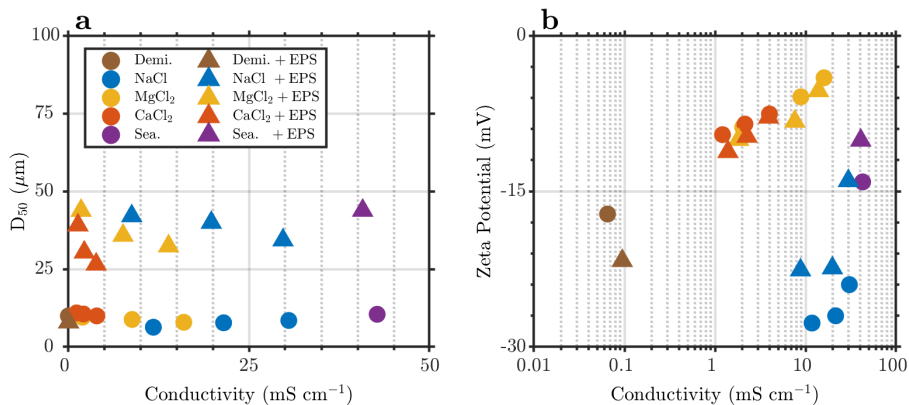 a
100
75
50
25
0
D₅₀ (μm)
Demi.
NaCl
MgCl₂
CaCl₂
Sea.
Demi. + EPS
NaCl + EPS
MgCl₂ + EPS
CaCl₂ + EPS
Sea. + EPS
0 25 50
Conductivity (mS cm⁻¹)
b
0
-15
-30
Zeta Potential (mV)
0.01 0.1 1 10 100
Conductivity (mS cm⁻¹)